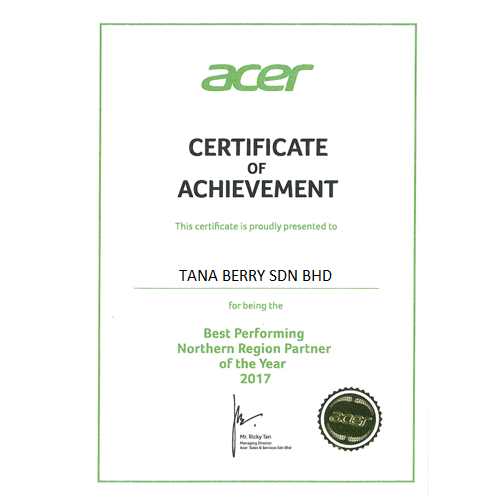 acer
CERTIFICATE
OF
ACHIEVEMENT
This certificate is proudly presented to
TANA BERRY SDN BHD
for being the
Best Performing
Northern Region Partner
of the Year
2017
Mr. Ricky Tan
Managing Director
Acer Sales & Services Sdn Bhd
acer